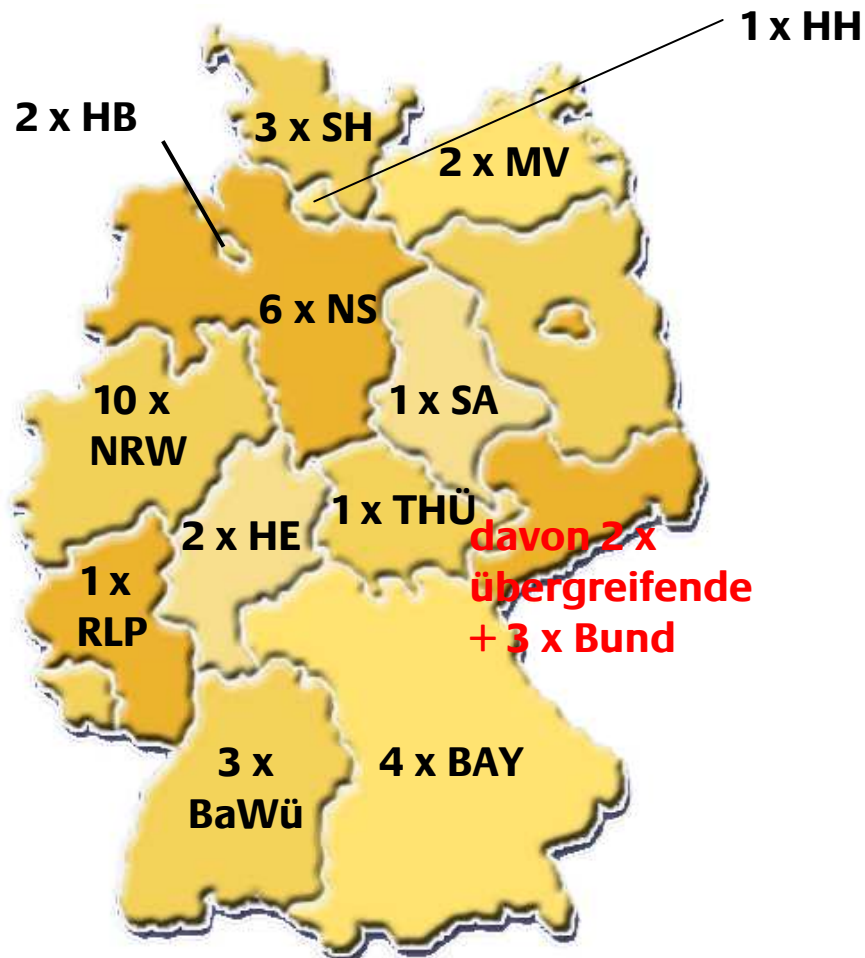 1 x HH
2 x HB
3 x SH
2 x MV
6 x NS
10 x
NRW
1 x SA
2 x HE
1 x THÜ
davon 2 x
übergreifende
+ 3 x Bund
1 x
RLP
3 x
BaWü
4 x BAY